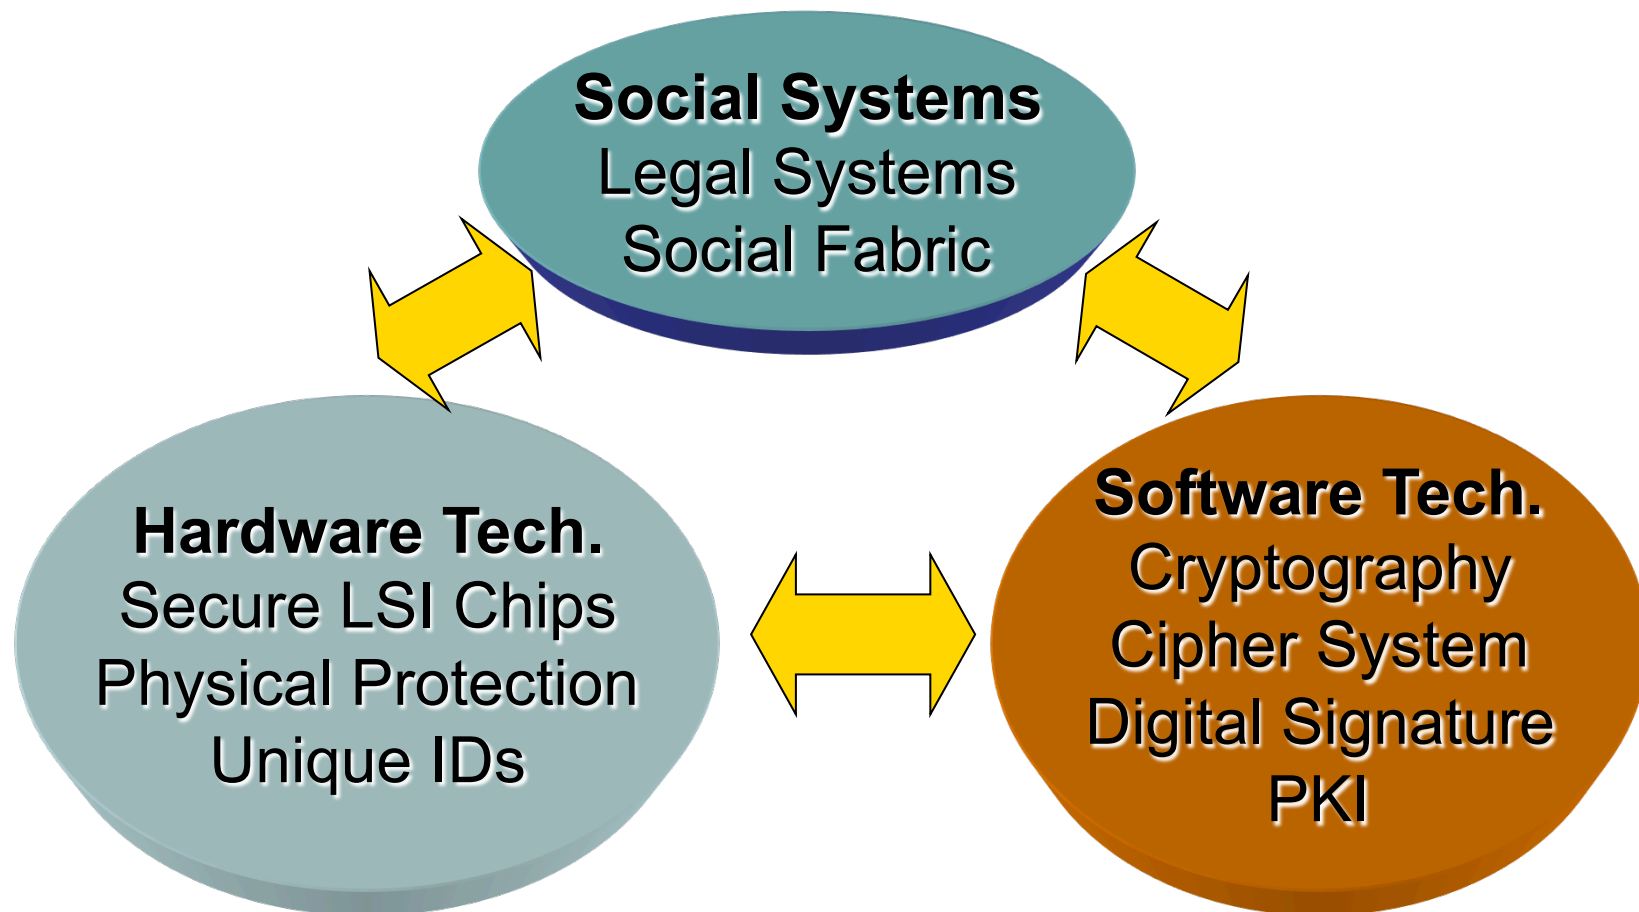 Social Systems
Legal Systems
Social Fabric
Hardware Tech.
Secure LSI Chips
Physical Protection
Unique IDs
Software Tech.
Cryptography
Cipher System
Digital Signature
PKI